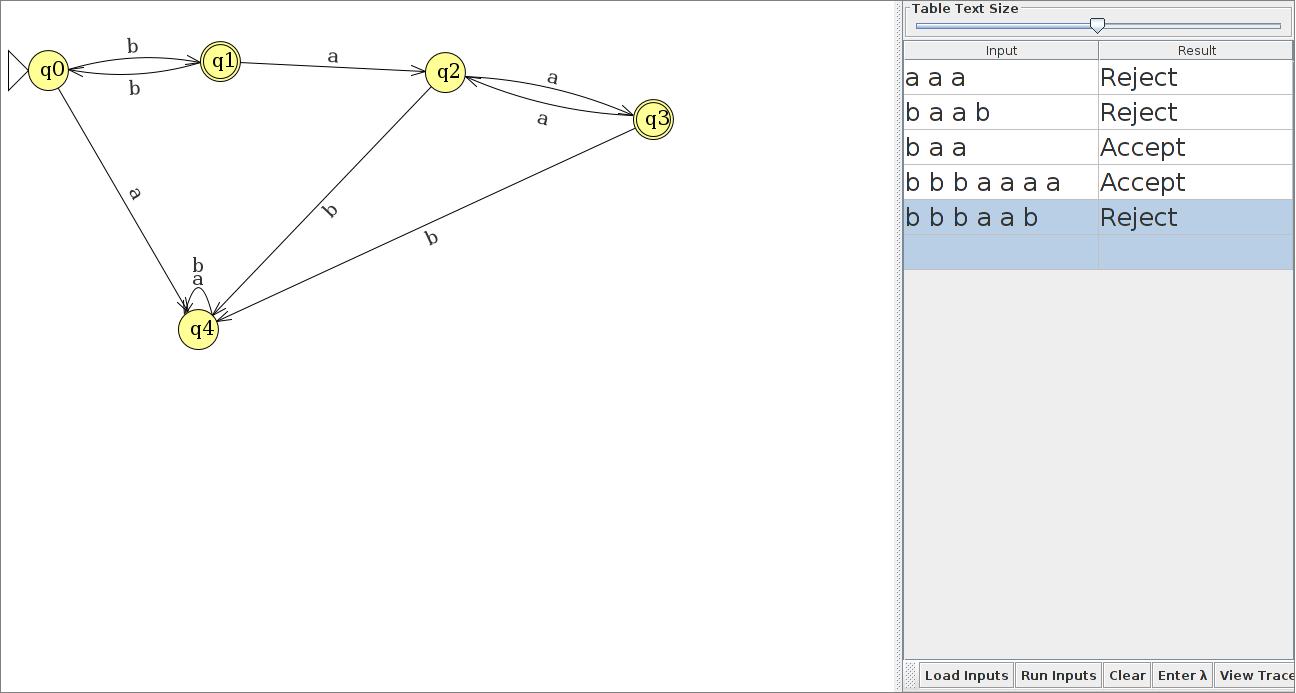 Table Text Size
Input Result
a a a Reject
b a a b Reject
b a a Accept
b b b a a a a Accept
b b b a a b Reject
Load Inputs Run Inputs Clear Enter λ View Trace
b
q0
q1
b
a
q2
a
a
q3
a
b
b
b
a
q4